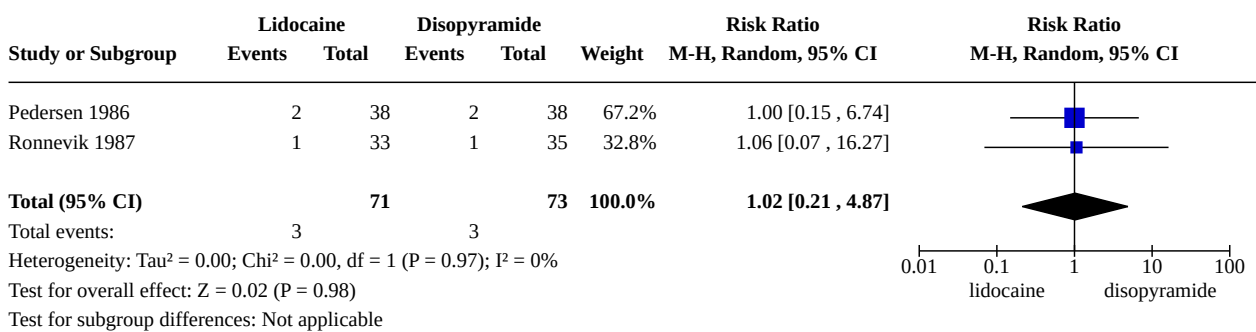 Lidocaine Disopyramide Risk Ratio Risk Ratio
Study or Subgroup Events Total Events Total Weight M-H, Random, 95% CI M-H, Random, 95% CI
Pedersen 1986 2 38 2 38 67.2% 1.00 [0.15 , 6.74]
Ronnevik 1987 1 33 1 35 32.8% 1.06 [0.07 , 16.27]
Total (95% CI) 71 73 100.0% 1.02 [0.21 , 4.87]
Total events: 3 3
Heterogeneity: Tau² = 0.00; Chi² = 0.00, df = 1 (P = 0.97); I² = 0%
0.01 0.1 1 10 100
Test for overall effect: Z = 0.02 (P = 0.98)
lidocaine disopyramide
Test for subgroup differences: Not applicable